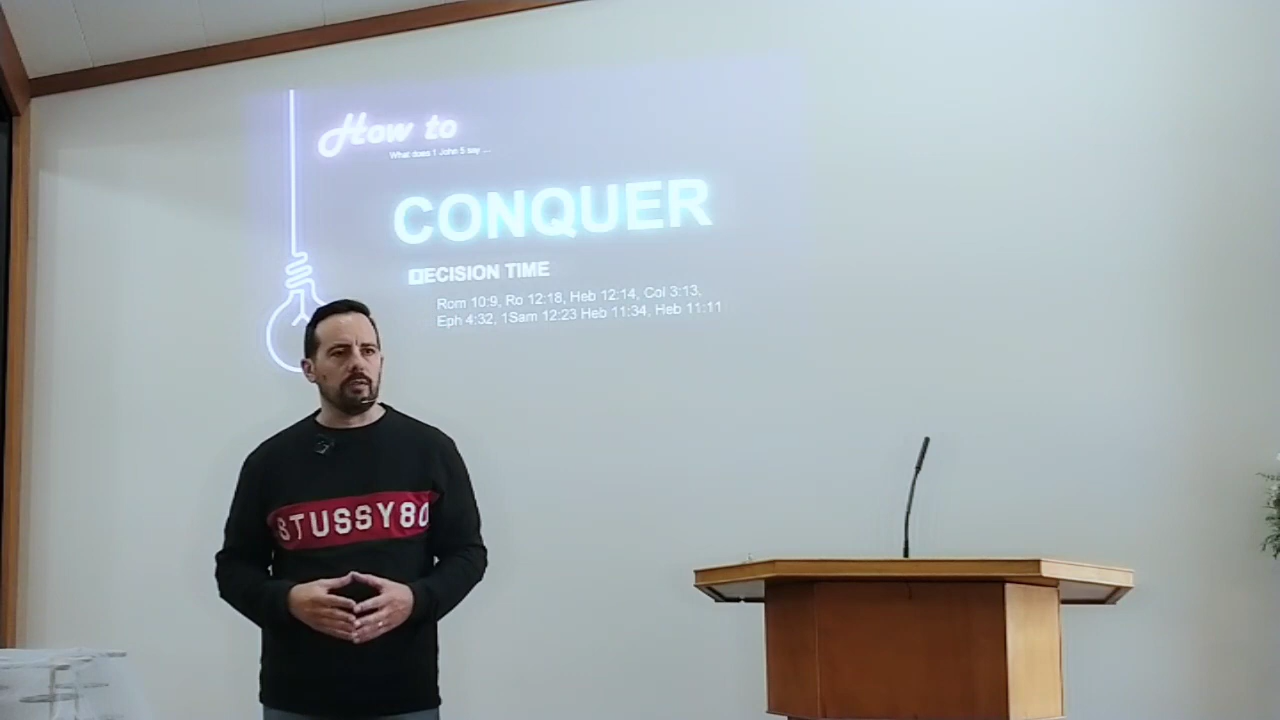 How to
What does 1 John 5 say ...
CONQUER
DECISION TIME
Rom 10:9, Ro 12:18, Heb 12:14, Col 3:13,
Eph 4:32, 1Sam 12:23 Heb 11:34, Heb 11:11
STUSSY80